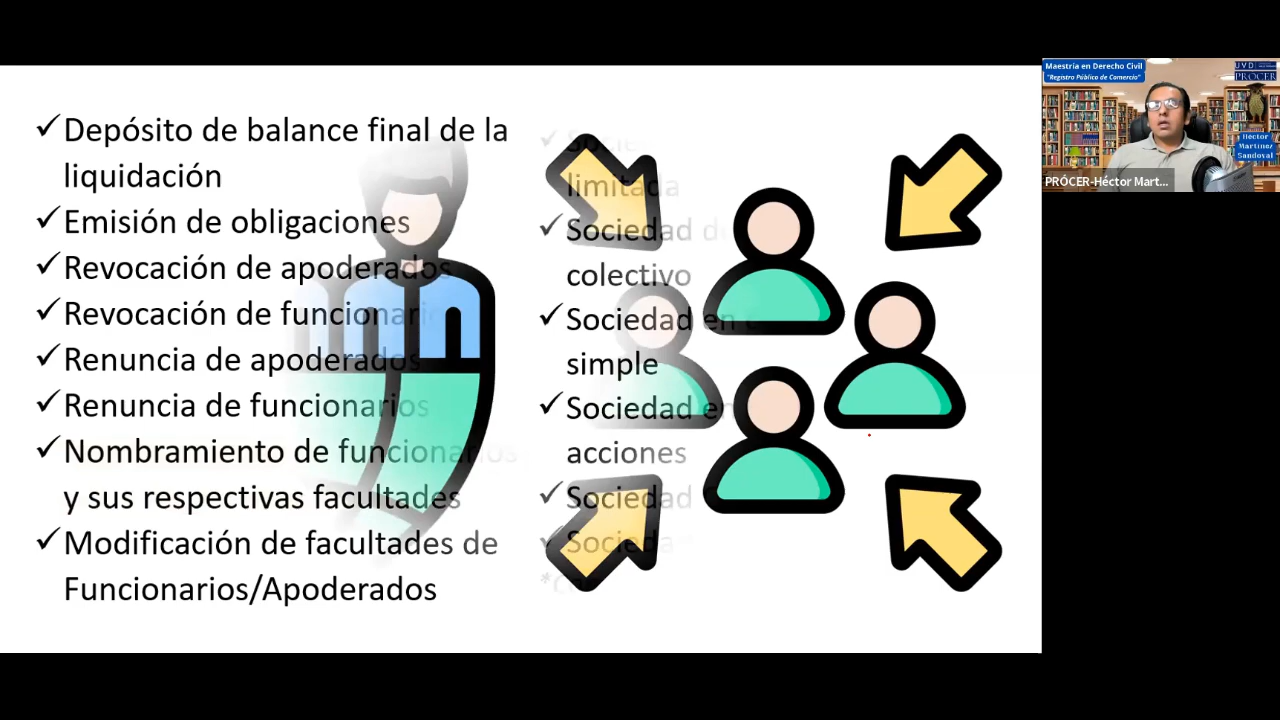 ✓Depósito de balance final de la
liquidación
✓Emisión de obligaciones
✓Revocación de apoderados
✓Revocación de funcionarios
✓Renuncia de apoderados
✓Renuncia de funcionarios
✓Nombramiento de funcionarios
y sus respectivas facultades
✓Modificación de facultades de
Funcionarios/Apoderados
limitada
✓Sociedad
colectivo
✓Sociedad en
simple
✓Sociedad en
acciones
✓Sociedad
Maestría en Derecho Civil
"Registro Público de Comercio"
UVD
PRÓCER
Héctor
Martínez
Sandoval
PRÓCER-Héctor Mart...